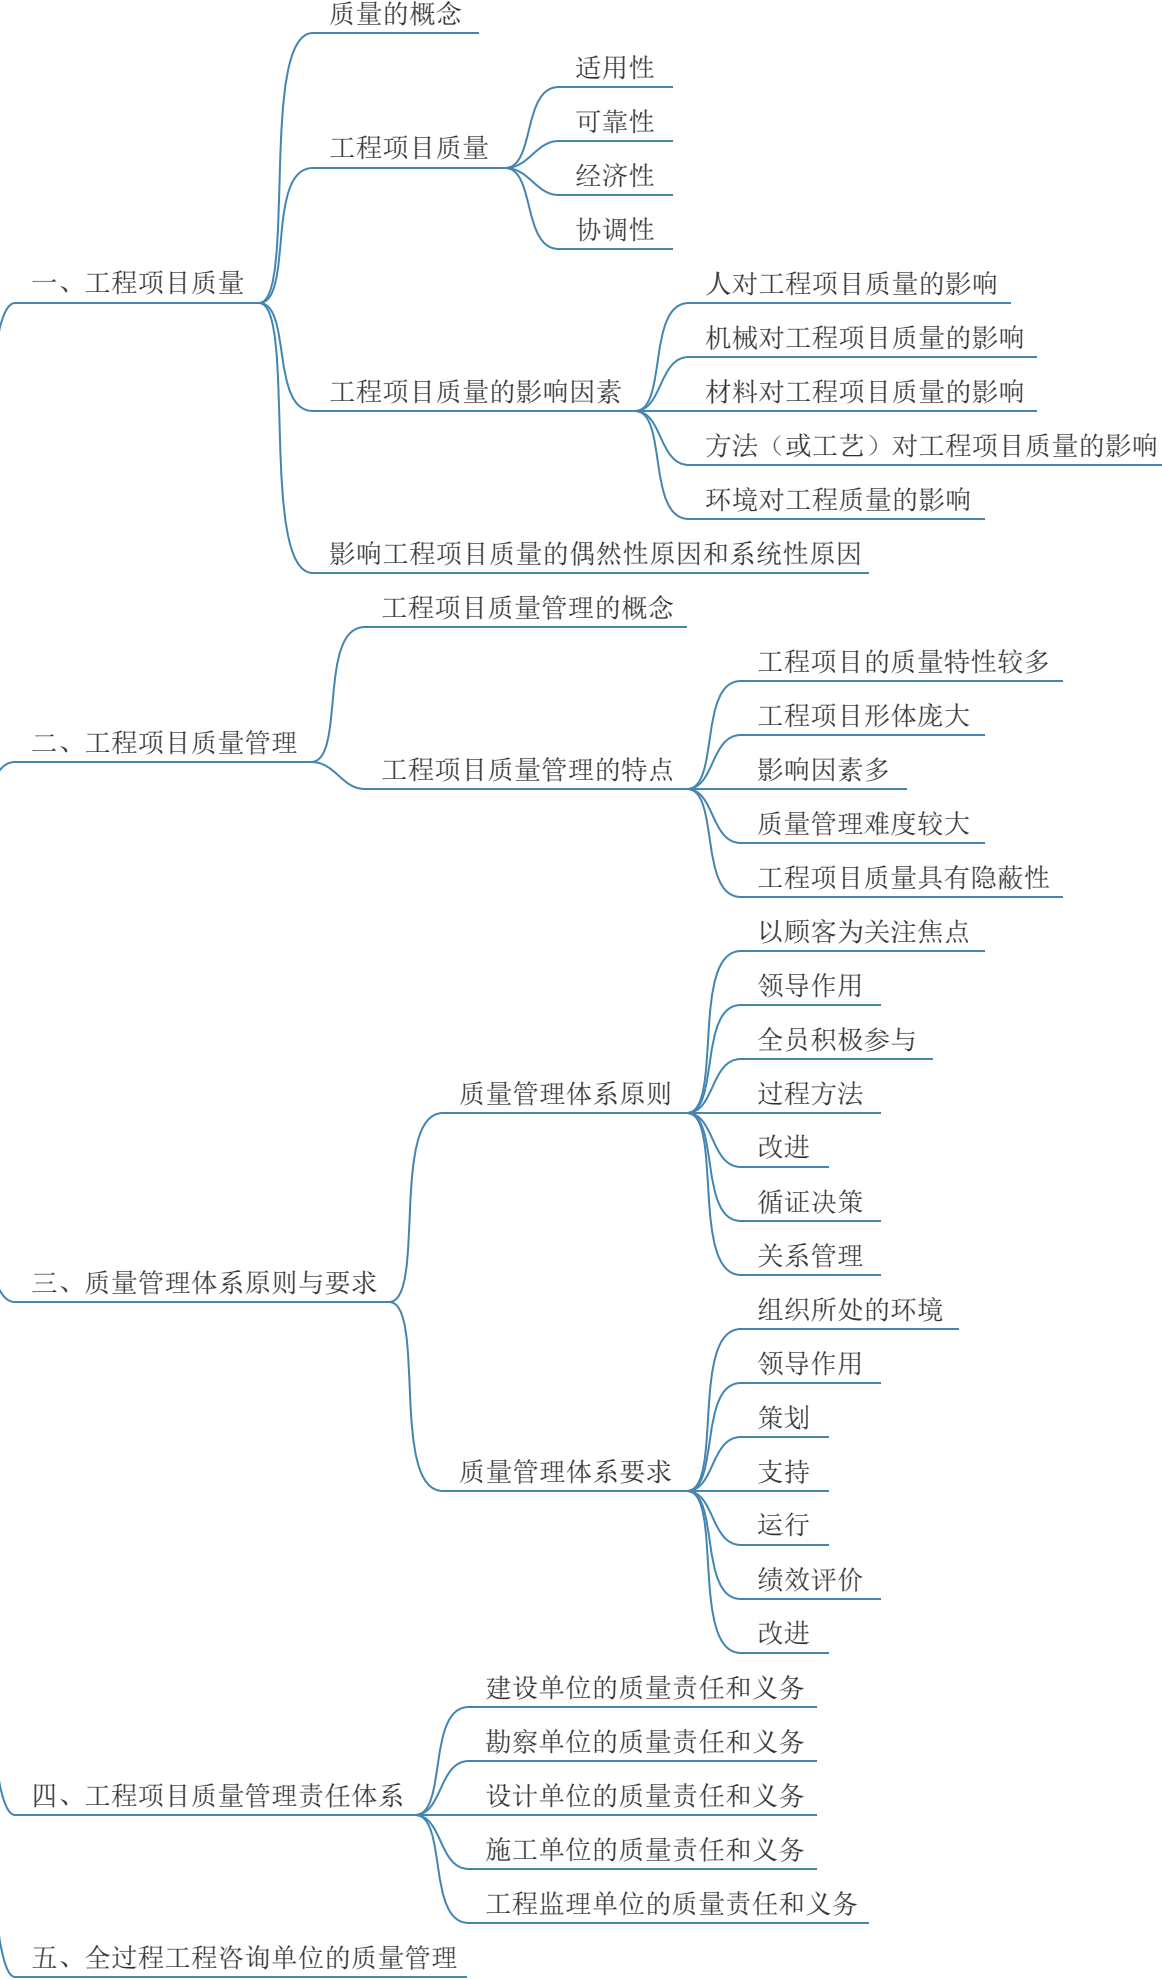 质量的概念
适用性
可靠性
工程项目质量
经济性
协调性
一、工程项目质量
人对工程项目质量的影响
机械对工程项目质量的影响
工程项目质量的影响因素
材料对工程项目质量的影响
方法（或工艺）对工程项目质量的影响
环境对工程质量的影响
影响工程项目质量的偶然性原因和系统性原因
工程项目质量管理的概念
工程项目的质量特性较多
工程项目形体庞大
二、工程项目质量管理
工程项目质量管理的特点
影响因素多
质量管理难度较大
工程项目质量具有隐蔽性
以顾客为关注焦点
领导作用
全员积极参与
质量管理体系原则
过程方法
改进
循证决策
关系管理
三、质量管理体系原则与要求
组织所处的环境
领导作用
策划
质量管理体系要求
支持
运行
绩效评价
改进
建设单位的质量责任和义务
勘察单位的质量责任和义务
四、工程项目质量管理责任体系
设计单位的质量责任和义务
施工单位的质量责任和义务
工程监理单位的质量责任和义务
五、全过程工程咨询单位的质量管理